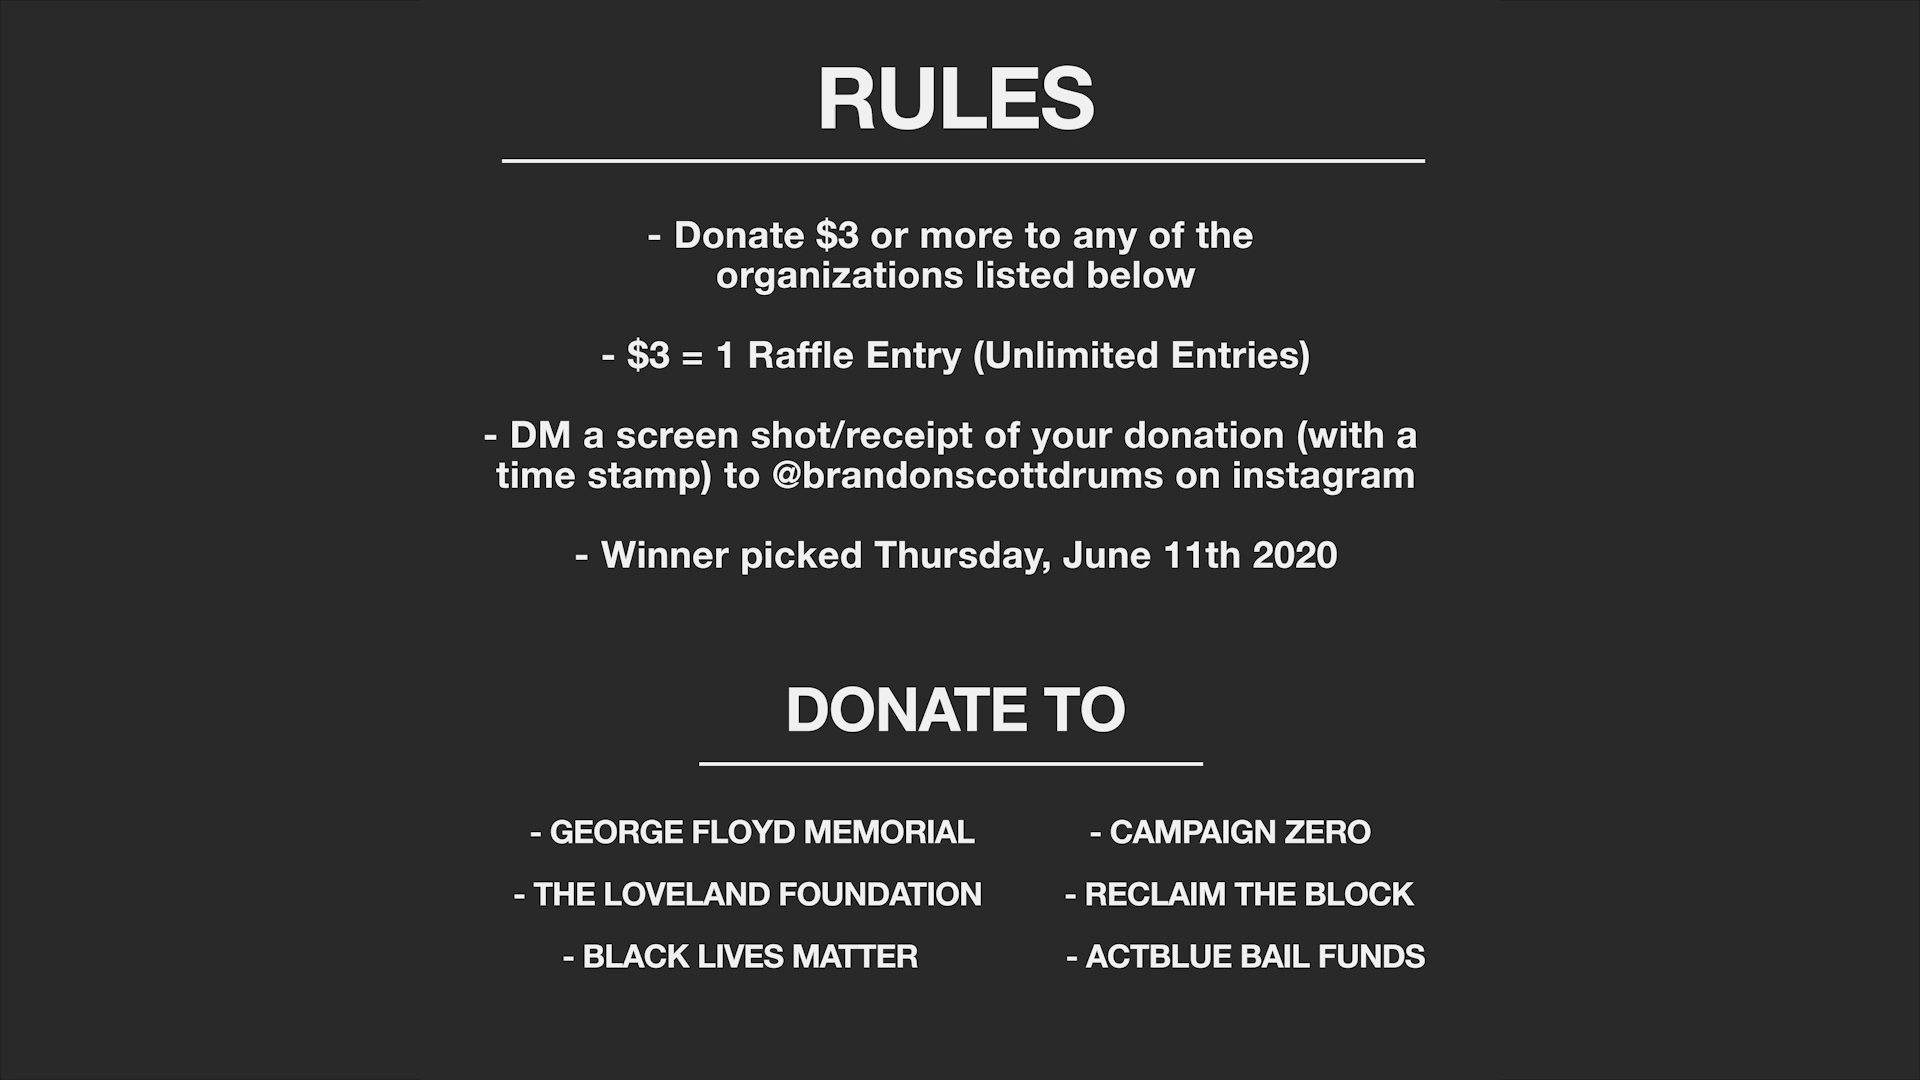 RULES
- Donate $3 or more to any of the
organizations listed below
- $3 = 1 Raffle Entry (Unlimited Entries)
- DM a screen shot/receipt of your donation (with a
time stamp) to @brandonscottdrums on instagram
- Winner picked Thursday, June 11th 2020
DONATE TO
- GEORGE FLOYD MEMORIAL
- THE LOVELAND FOUNDATION
- BLACK LIVES MATTER
- CAMPAIGN ZERO
- RECLAIM THE BLOCK
- ACTBLUE BAIL FUNDS